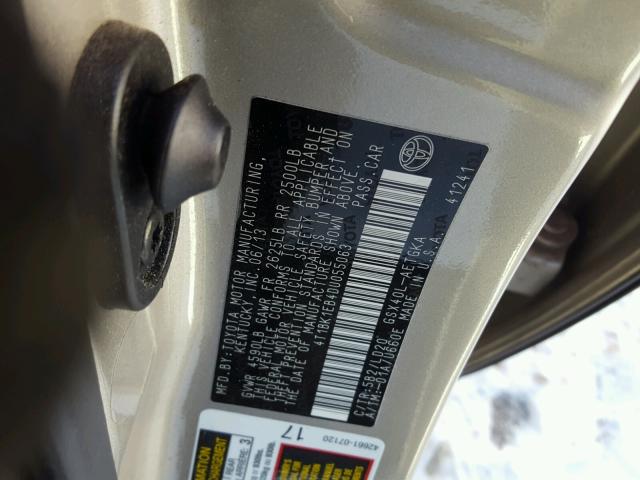 MFD.BY:TOYOTA MOTOR MANUFACTURING,
KENTUCKY, INC. 06/13
GVWR 4590LB GAWR FR 2625LB RR 2500LB
THIS VEHICLE CONFORMS TO ALL APPLICABLE
FEDERAL MOTOR VEHICLE SAFETY, BUMPER, AND
THEFT PREVENTION STANDARDS IN EFFECT ON
THE DATE OF MANUFACTURE SHOWN ABOVE.
4T1BK1EB4DU055063 PASS.CAR
C/TR: 5B2/LD20 GSX40L-AETGKA
A/TM:-01A/U660E MADE IN U.S.A. 41241
17
42661-07120